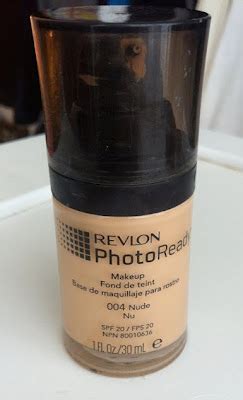 REVLON
PhotoReady
Makeup
Fond de teint
Base de maquillaje para rostro
004 Nude
Nu
SPF 20 / FPS 20
NPN 80010636
1 fl. Oz/30 mL e